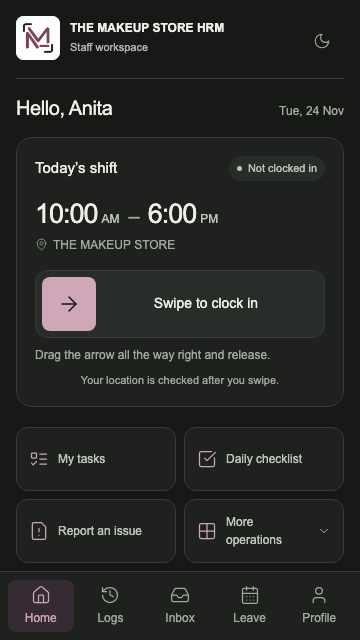 THE MAKEUP STORE HRM
Staff workspace
Hello, Anita
Tue, 24 Nov
Today's shift
Not clocked in
10:00 AM — 6:00 PM
THE MAKEUP STORE
Swipe to clock in
Drag the arrow all the way right and release.
Your location is checked after you swipe.
My tasks
Daily checklist
Report an issue
More
operations
Home
Logs
Inbox
Leave
Profile